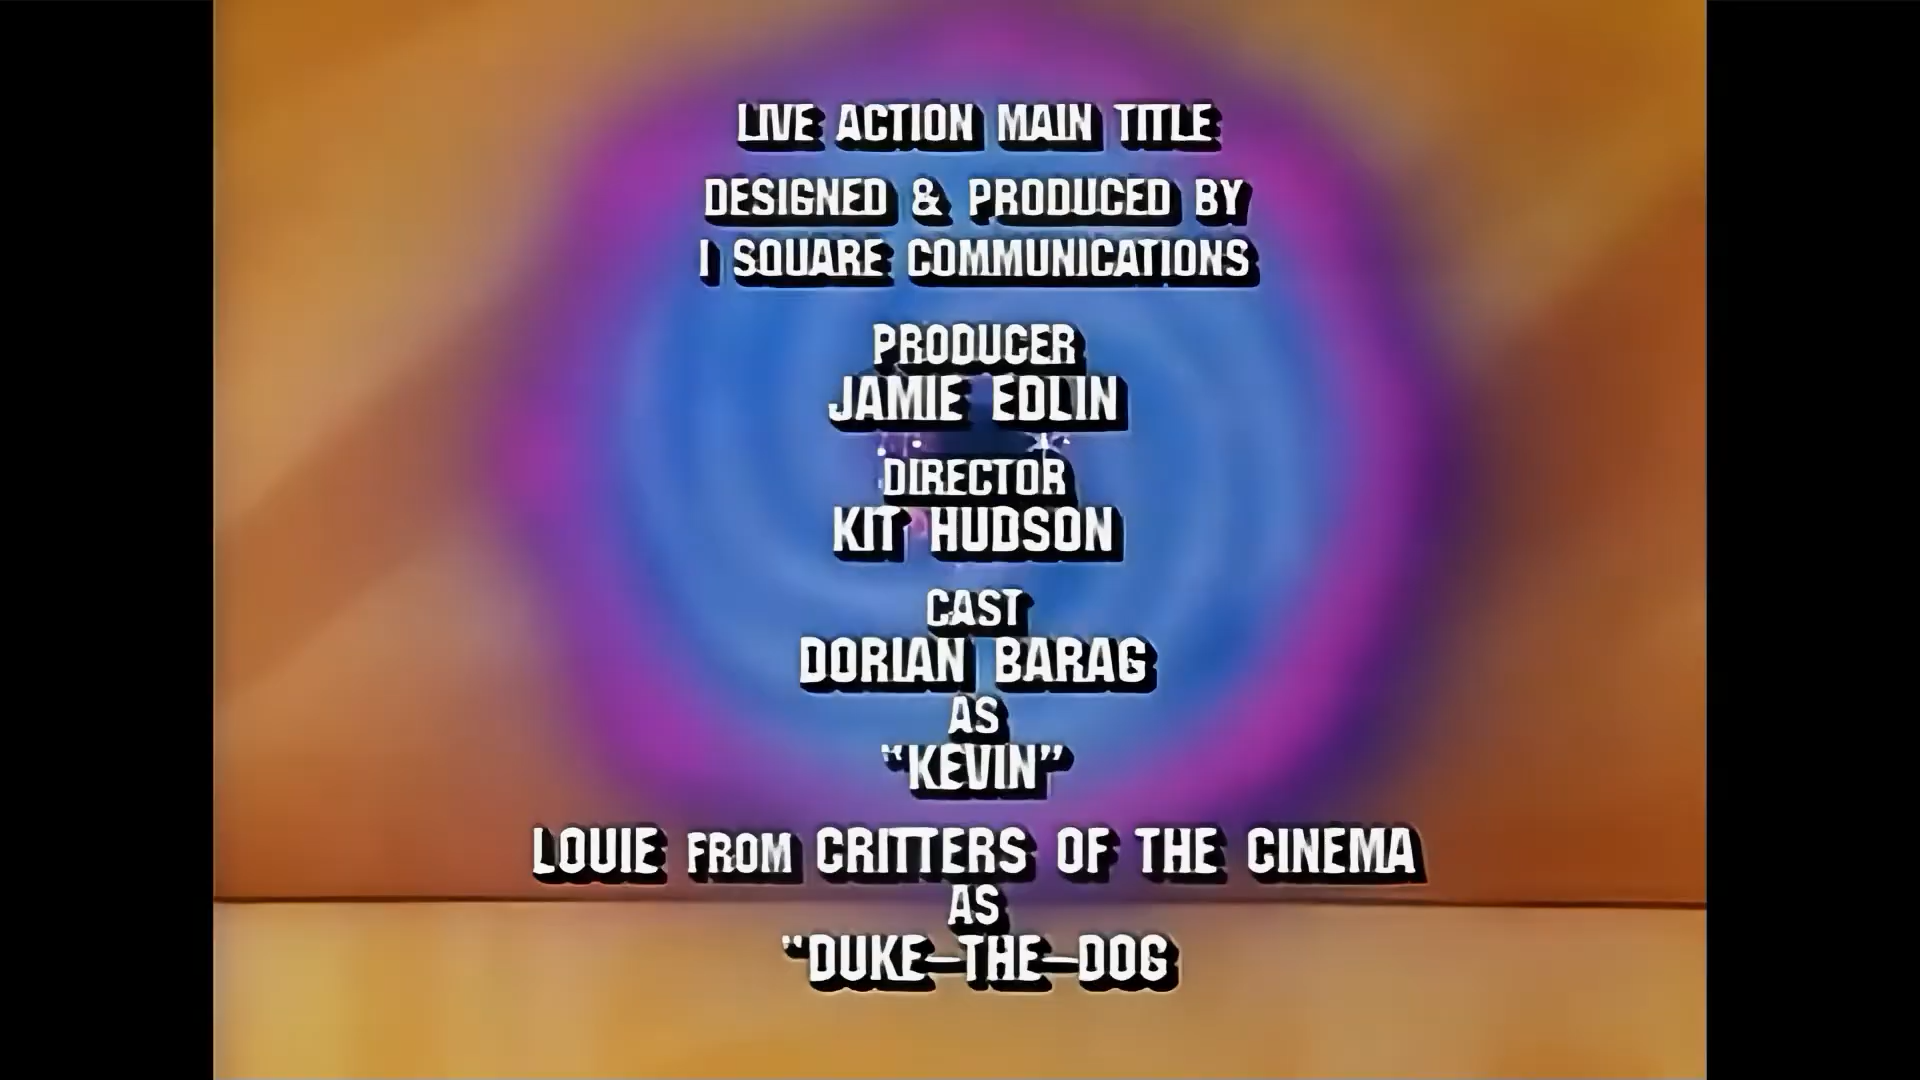 LIVE ACTION MAIN TITLE
DESIGNED & PRODUCED BY
I SQUARE COMMUNICATIONS
PRODUCER
JAMIE EDLIN
DIRECTOR
KIT HUDSON
CAST
DORIAN BARAG
AS
“KEVIN”
LOUIE FROM CRITTERS OF THE CINEMA
AS
“DUKE–THE–DOG